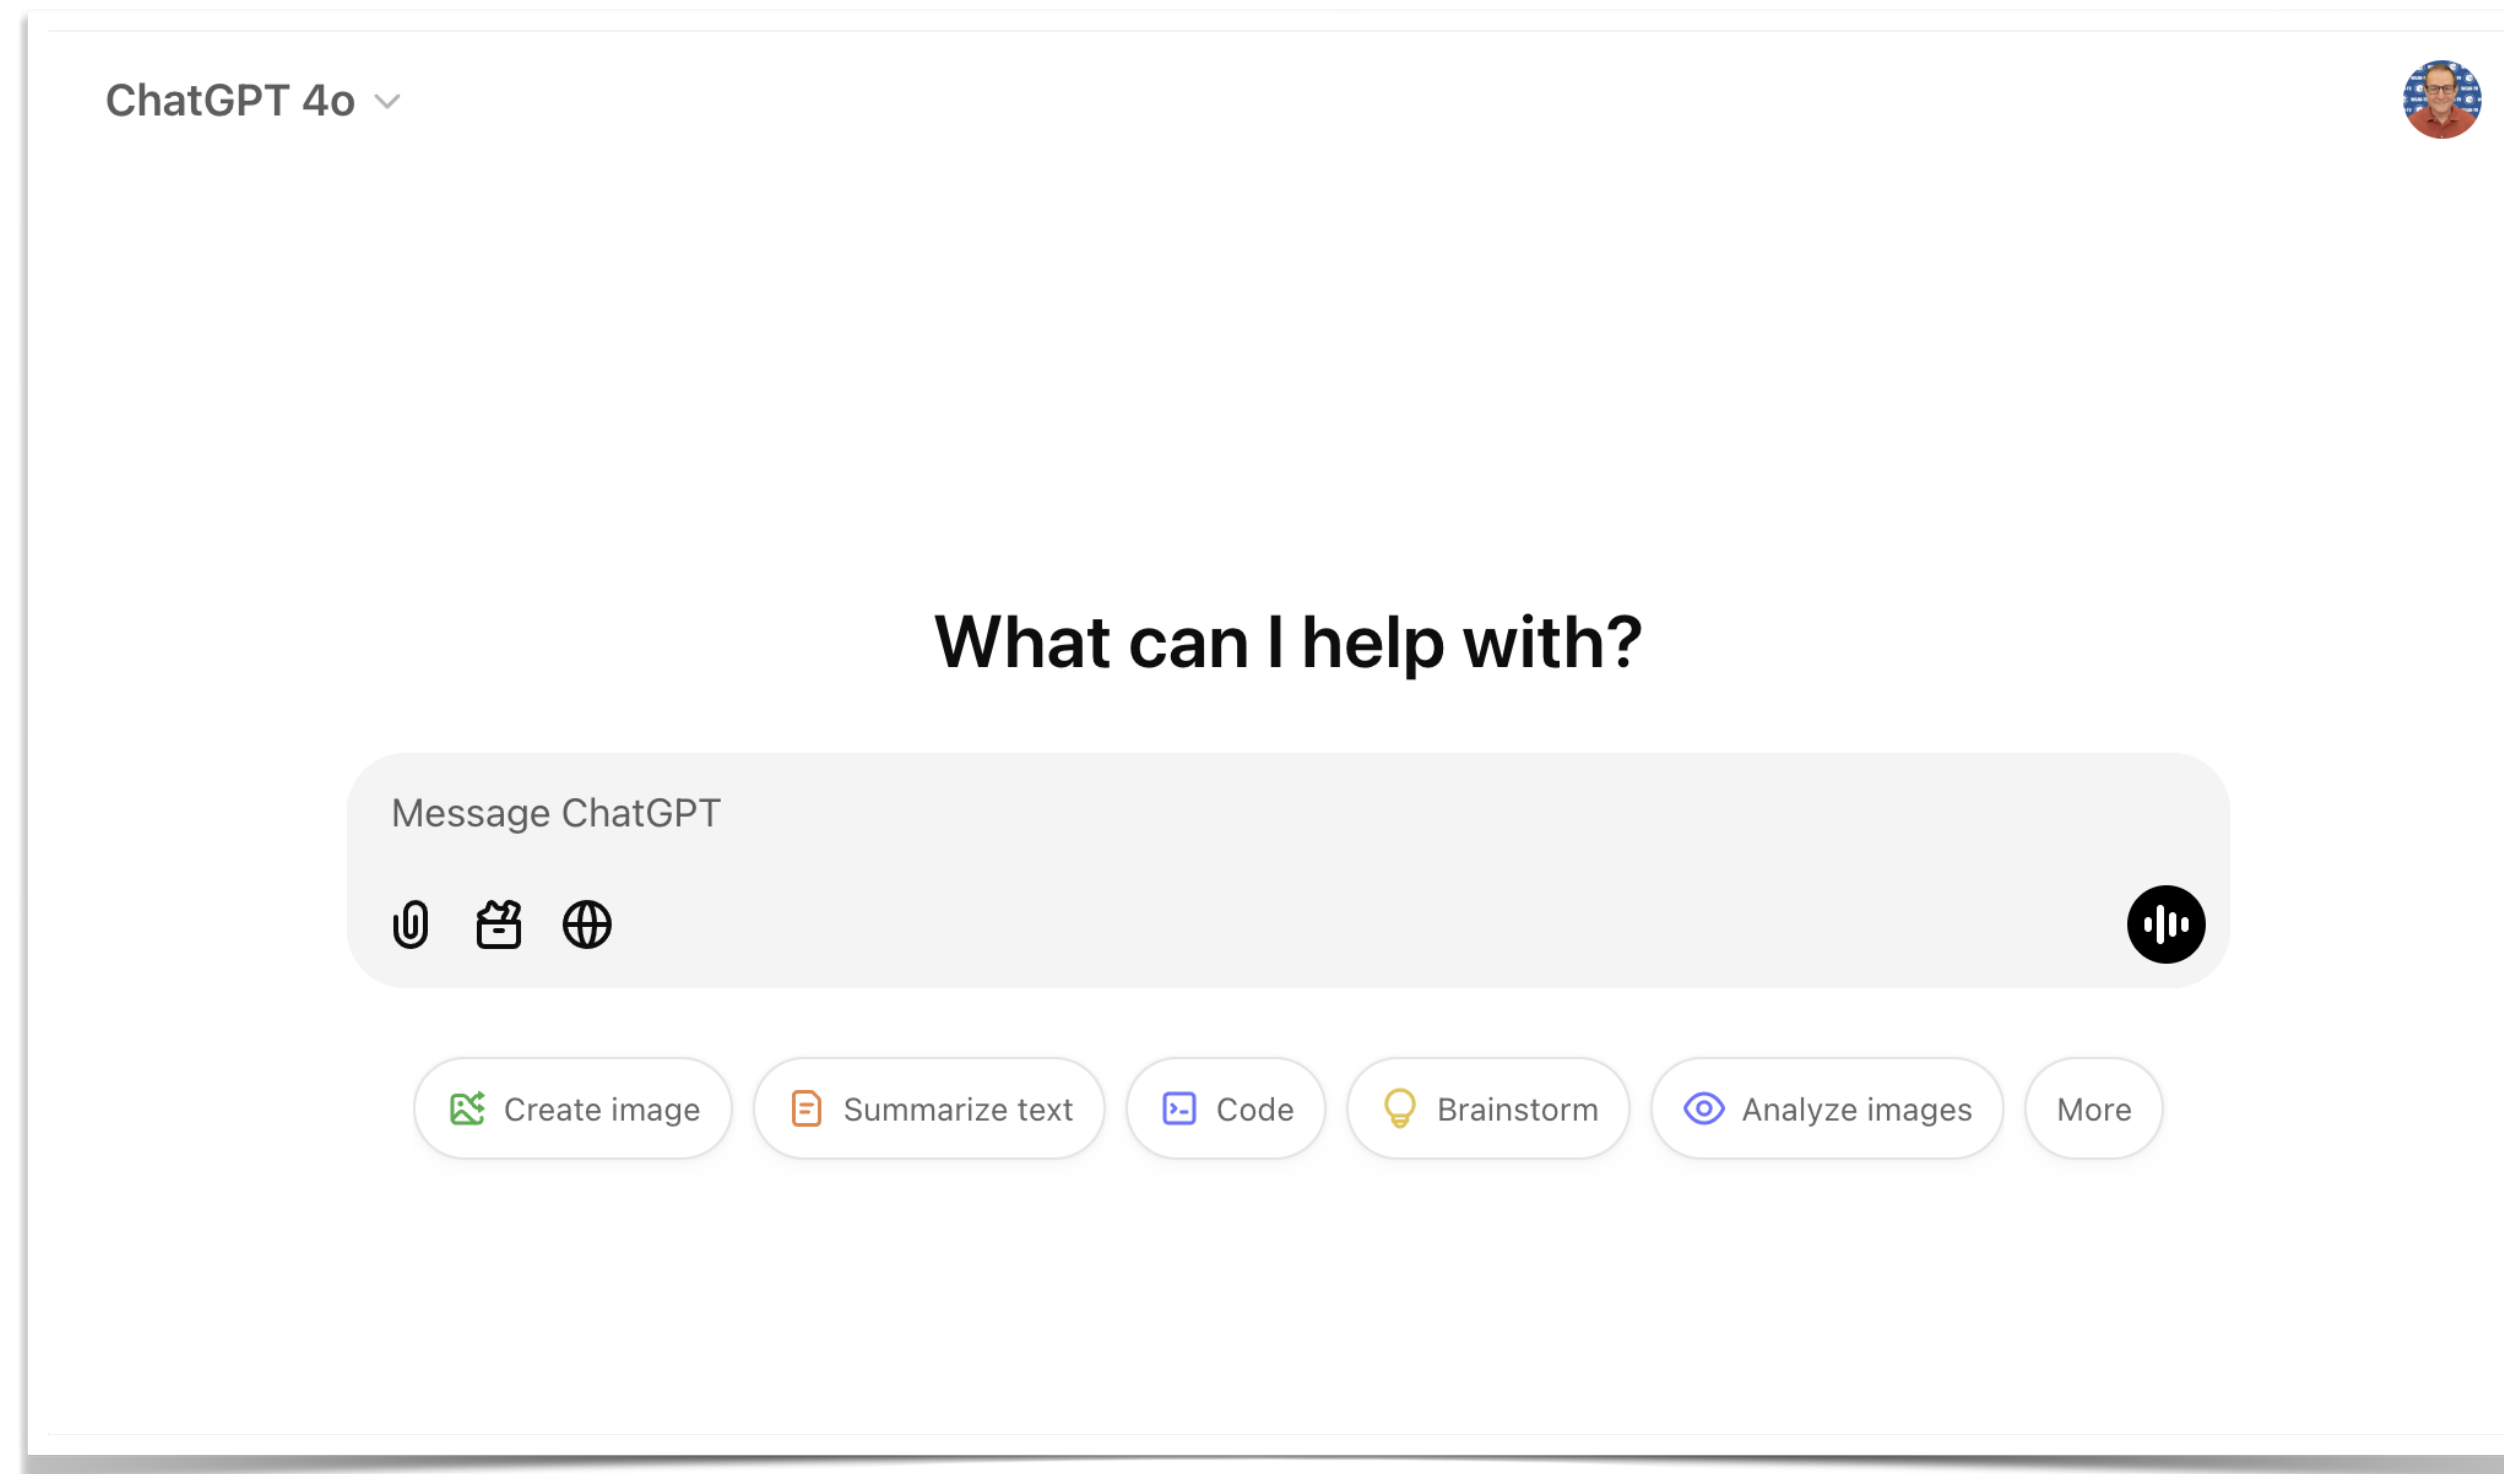 ChatGPT 4o
What can I help with?
Message ChatGPT
Create image
Summarize text
Code
Brainstorm
Analyze images
More